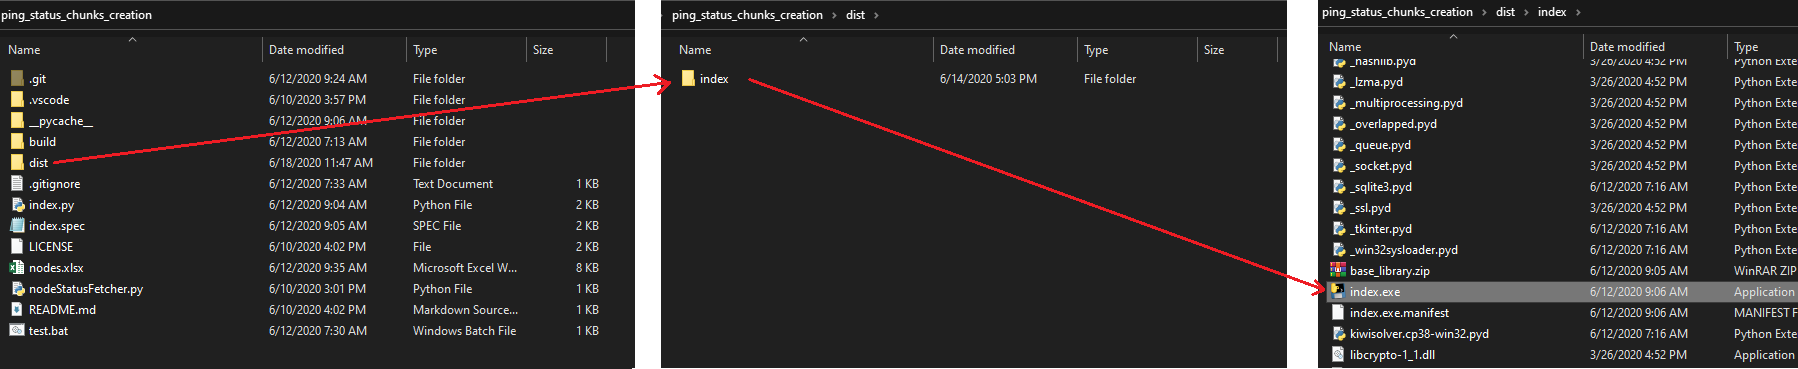 ping_status_chunks_creation
Name Date modified Type Size
.git 6/12/2020 9:24 AM File folder
.vscode 6/10/2020 3:57 PM File folder
__pycache__ 6/12/2020 9:06 AM File folder
build 6/12/2020 7:13 AM File folder
dist 6/18/2020 11:47 AM File folder
.gitignore 6/12/2020 7:33 AM Text Document 1 KB
index.py 6/12/2020 9:04 AM Python File 2 KB
index.spec 6/12/2020 9:05 AM SPEC File 2 KB
LICENSE 6/10/2020 4:02 PM File 2 KB
nodes.xlsx 6/12/2020 9:35 AM Microsoft Excel W... 8 KB
nodeStatusFetcher.py 6/10/2020 3:01 PM Python File 1 KB
README.md 6/10/2020 4:02 PM Markdown Source... 1 KB
test.bat 6/12/2020 7:30 AM Windows Batch File 1 KB
ping_status_chunks_creation > dist >
Name Date modified Type Size
index 6/14/2020 5:03 PM File folder
ping_status_chunks_creation > dist > index >
Name Date modified Type
_hashlib.pyd 3/26/2020 4:52 PM Python Exte
_lzma.pyd 3/26/2020 4:52 PM Python Exte
_multiprocessing.pyd 3/26/2020 4:52 PM Python Exte
_overlapped.pyd 3/26/2020 4:52 PM Python Exte
_queue.pyd 3/26/2020 4:52 PM Python Exte
_socket.pyd 3/26/2020 4:52 PM Python Exte
_sqlite3.pyd 6/12/2020 7:16 AM Python Exte
_ssl.pyd 3/26/2020 4:52 PM Python Exte
_tkinter.pyd 6/12/2020 7:16 AM Python Exte
_win32sysloader.pyd 6/12/2020 7:16 AM Python Exte
base_library.zip 6/12/2020 9:05 AM WinRAR ZIP
index.exe 6/12/2020 9:06 AM Application
index.exe.manifest 6/12/2020 9:06 AM MANIFEST F
kiwisolver.cp38-win32.pyd 6/12/2020 7:16 AM Python Exte
libcrypto-1_1.dll 3/26/2020 4:52 PM Application